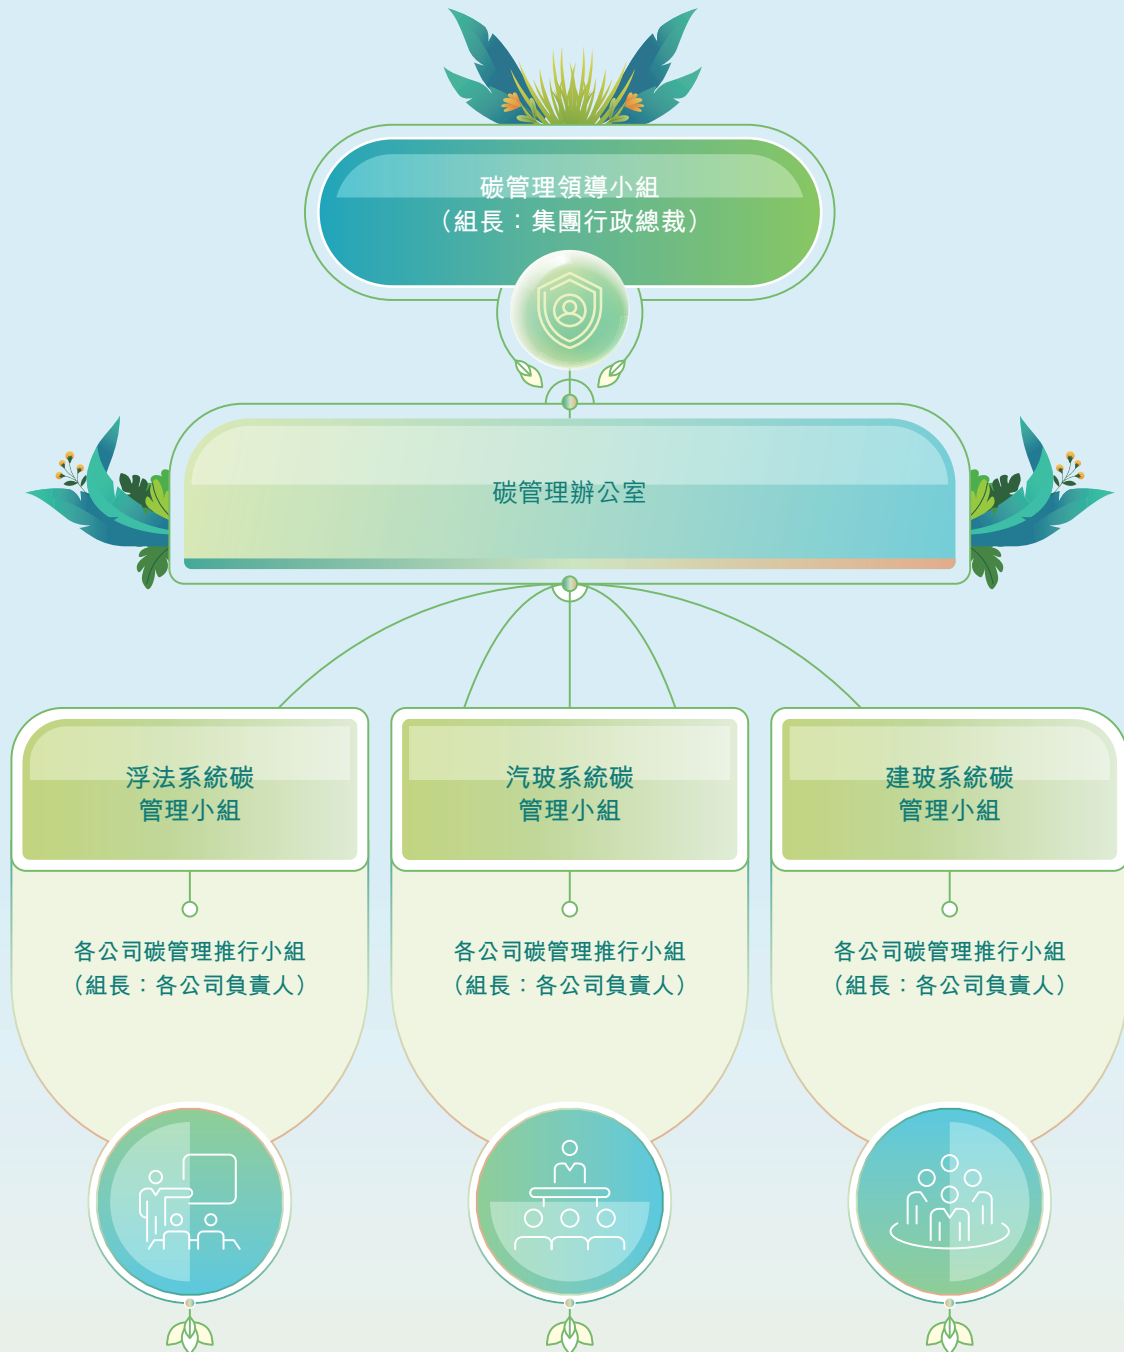 碳管理領導小組
（組長：集團行政總裁）
碳管理辦公室
浮法系統碳
管理小組
各公司碳管理推行小組
（組長：各公司負責人）
汽玻系統碳
管理小組
各公司碳管理推行小組
（組長：各公司負責人）
建玻系統碳
管理小組
各公司碳管理推行小組
（組長：各公司負責人）